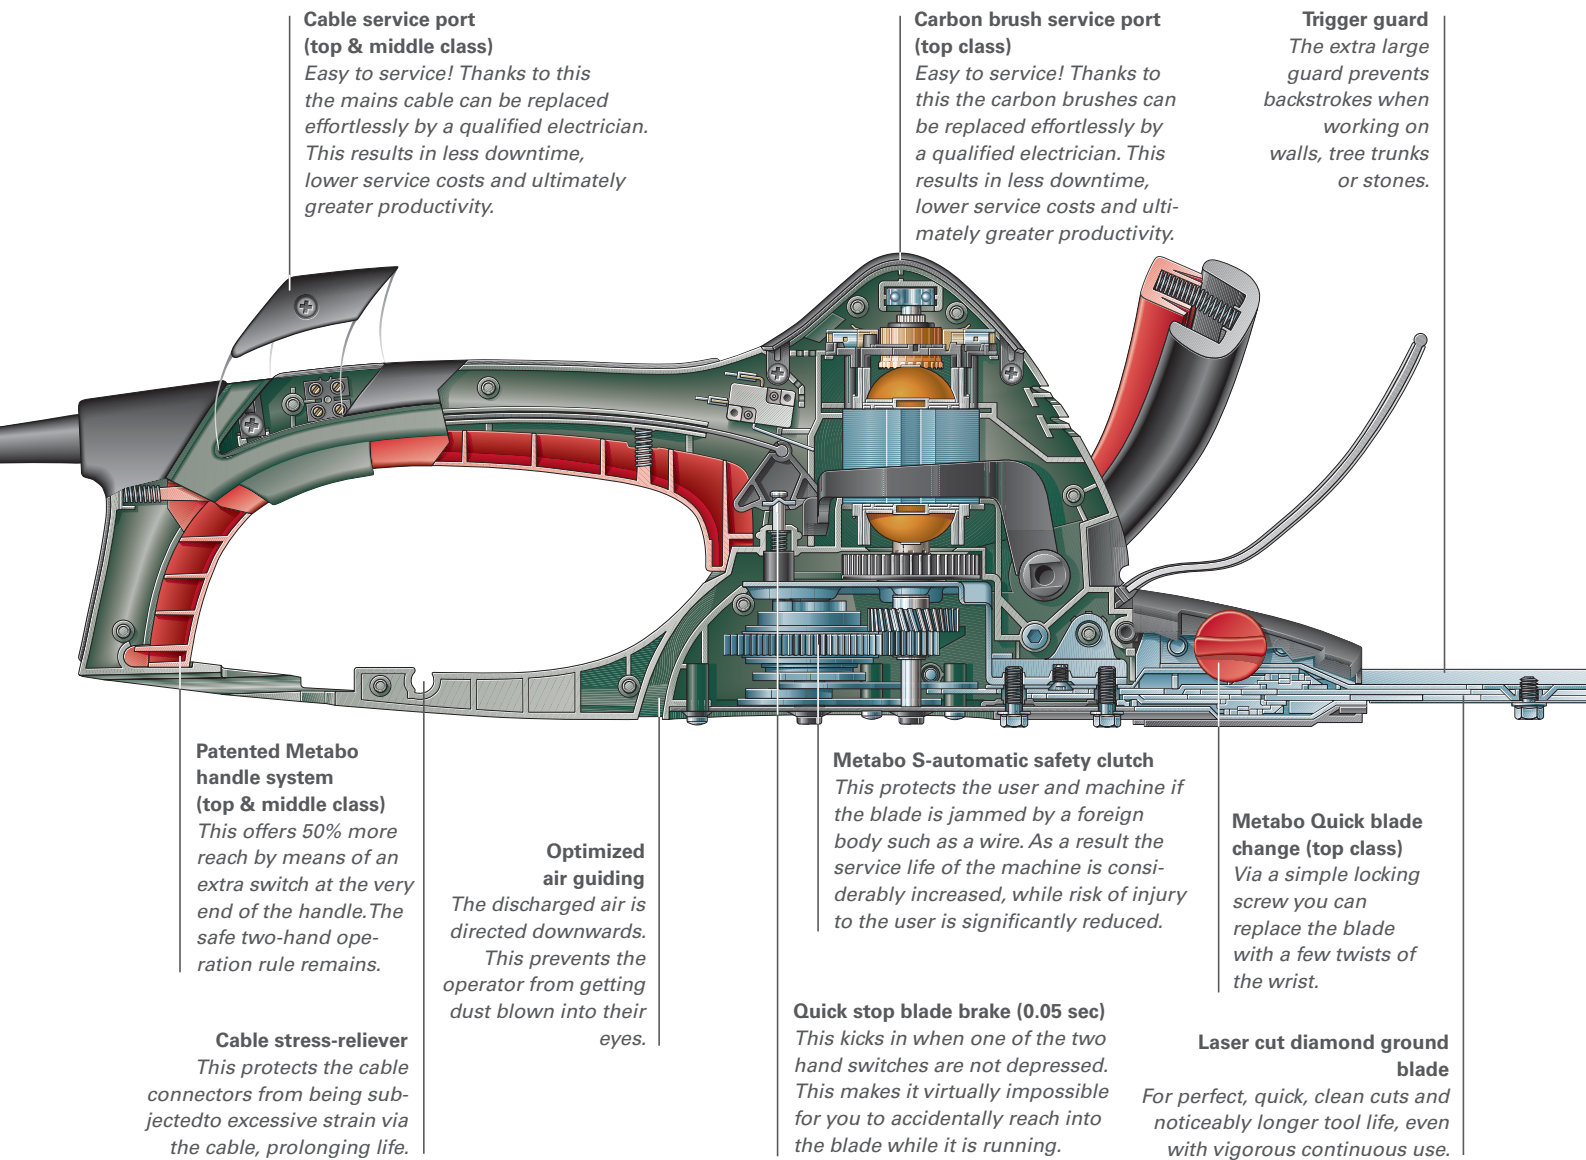 Cable service port
(top & middle class)
Easy to service! Thanks to this
the mains cable can be replaced
effortlessly by a qualified electrician.
This results in less downtime,
lower service costs and ultimately
greater productivity.
Carbon brush service port
(top class)
Easy to service! Thanks to
this the carbon brushes can
be replaced effortlessly by
a qualified electrician. This
results in less downtime,
lower service costs and ulti-
mately greater productivity.
Trigger guard
The extra large
guard prevents
backstrokes when
working on
walls, tree trunks
or stones.
Patented Metabo
handle system
(top & middle class)
This offers 50% more
reach by means of an
extra switch at the very
end of the handle.The
safe two-hand ope-
ration rule remains.
Cable stress-reliever
This protects the cable
connectors from being sub-
jectedto excessive strain via
the cable, prolonging life.
Optimized
air guiding
The discharged air is
directed downwards.
This prevents the
operator from getting
dust blown into their
eyes.
Metabo S-automatic safety clutch
This protects the user and machine if
the blade is jammed by a foreign
body such as a wire. As a result the
service life of the machine is consi-
derably increased, while risk of injury
to the user is significantly reduced.
Quick stop blade brake (0.05 sec)
This kicks in when one of the two
hand switches are not depressed.
This makes it virtually impossible
for you to accidentally reach into
the blade while it is running.
Metabo Quick blade
change (top class)
Via a simple locking
screw you can
replace the blade
with a few twists of
the wrist.
Laser cut diamond ground
blade
For perfect, quick, clean cuts and
noticeably longer tool life, even
with vigorous continuous use.